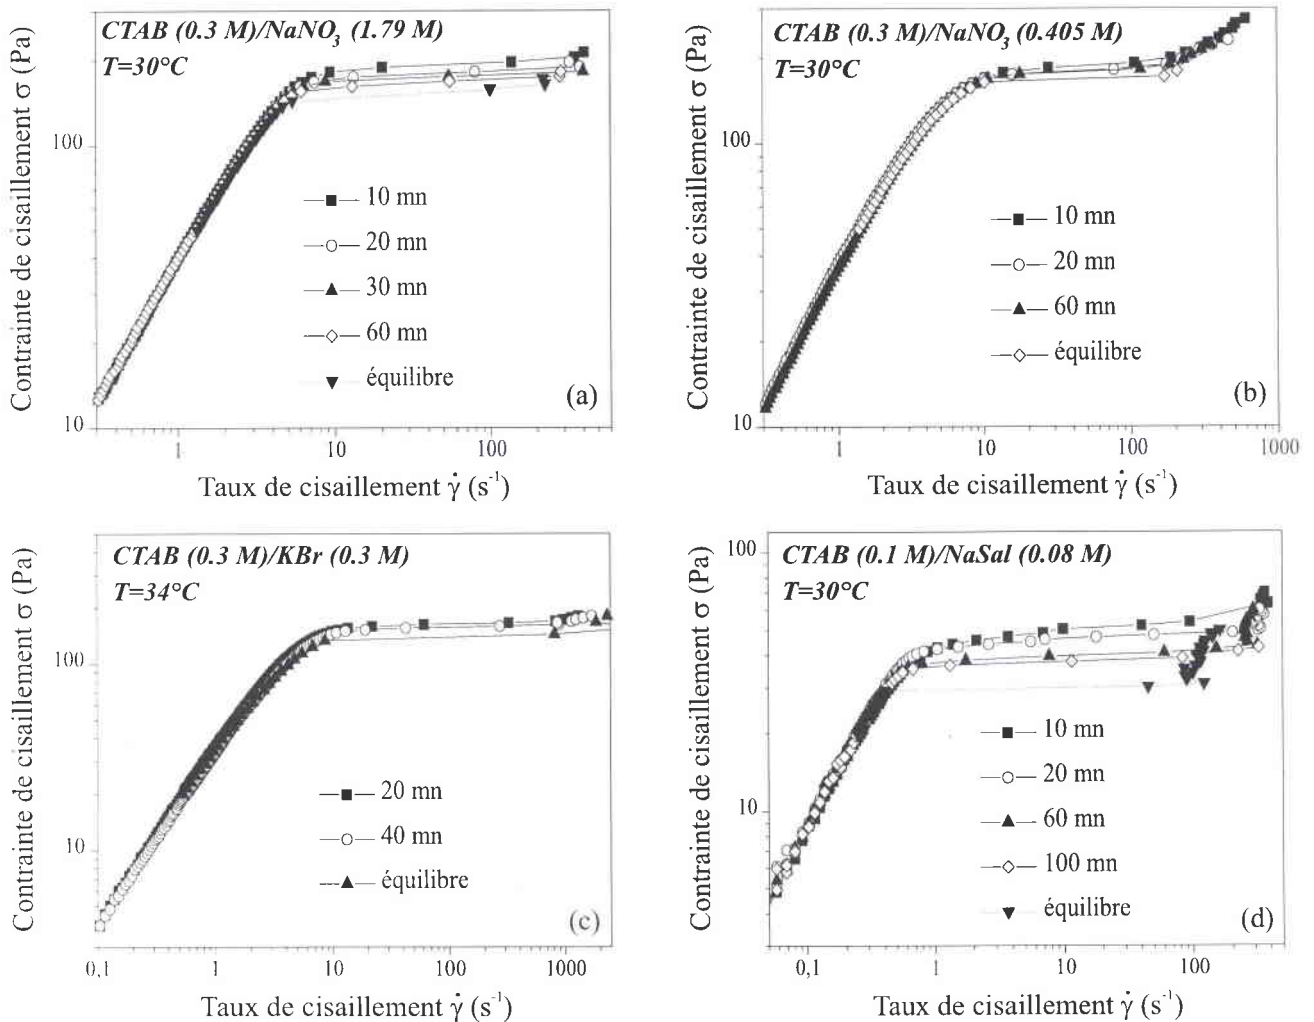 CTAB (0.3 M)/NaNO3 (1.79 M)
T=30°C
Contrainte de cisaillement σ (Pa)
100
10
10 mn
20 mn
30 mn
60 mn
équilibre
(a)
1
10
100
Taux de cisaillement γ̇ (s-1)
CTAB (0.3 M)/NaNO3 (0.405 M)
T=30°C
Contrainte de cisaillement σ (Pa)
100
10
10 mn
20 mn
60 mn
équilibre
(b)
1
10
100
1000
Taux de cisaillement γ̇ (s-1)
CTAB (0.3 M)/KBr (0.3 M)
T=34°C
Contrainte de cisaillement σ (Pa)
100
10
20 mn
40 mn
équilibre
(c)
0,1
1
10
100
1000
Taux de cisaillement γ̇ (s-1)
CTAB (0.1 M)/NaSal (0.08 M)
T=30°C
Contrainte de cisaillement σ (Pa)
100
10
10 mn
20 mn
60 mn
100 mn
équilibre
(d)
0,1
1
10
100
Taux de cisaillement γ̇ (s-1)